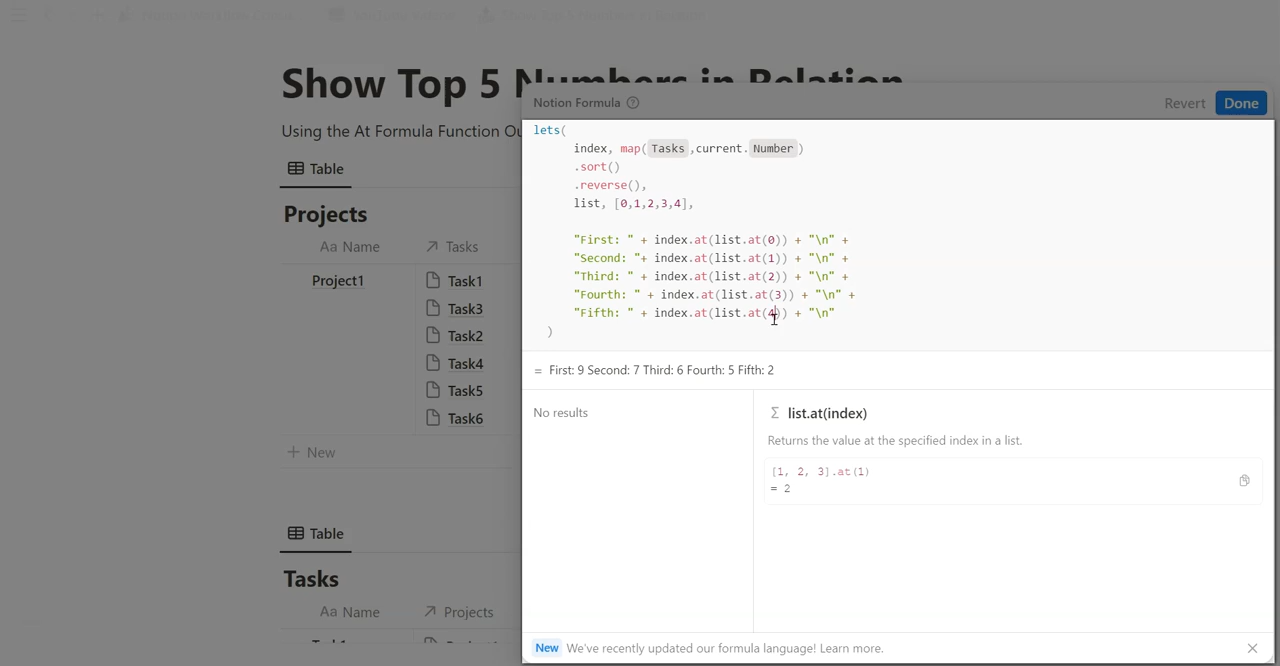 Show Top 5 Numbers in Relation
Using the At Formula Function Ou
Table
Projects
Aa Name
Tasks
Project1
Task1
Task3
Task2
Task4
Task5
Task6
+ New
Table
Tasks
Aa Name
Projects
Notion Formula
Revert
Done
lets(
index, map( Tasks ,current. Number )
.sort()
.reverse(),
list, [0,1,2,3,4],
"First: " + index.at(list.at(0)) + "\n" +
"Second: "+ index.at(list.at(1)) + "\n" +
"Third: " + index.at(list.at(2)) + "\n" +
"Fourth: " + index.at(list.at(3)) + "\n" +
"Fifth: " + index.at(list.at(4)) + "\n"
)
= First: 9 Second: 7 Third: 6 Fourth: 5 Fifth: 2
No results
Σ list.at(index)
Returns the value at the specified index in a list.
[1, 2, 3].at(1)
= 2
New We've recently updated our formula language! Learn more.